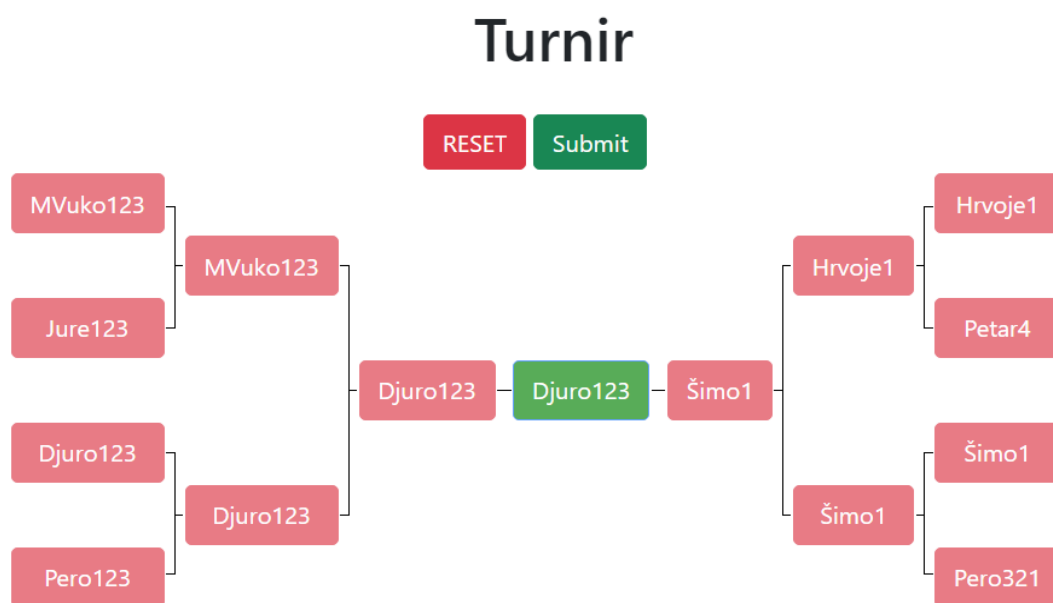 Turnir
RESET Submit
MVuko123 Hrvoje1
MVuko123 Hrvoje1
Jure123 Petar4
Djuro123 Djuro123 Šimo1
Djuro123 Šimo1
Djuro123 Šimo1
Pero123 Pero321